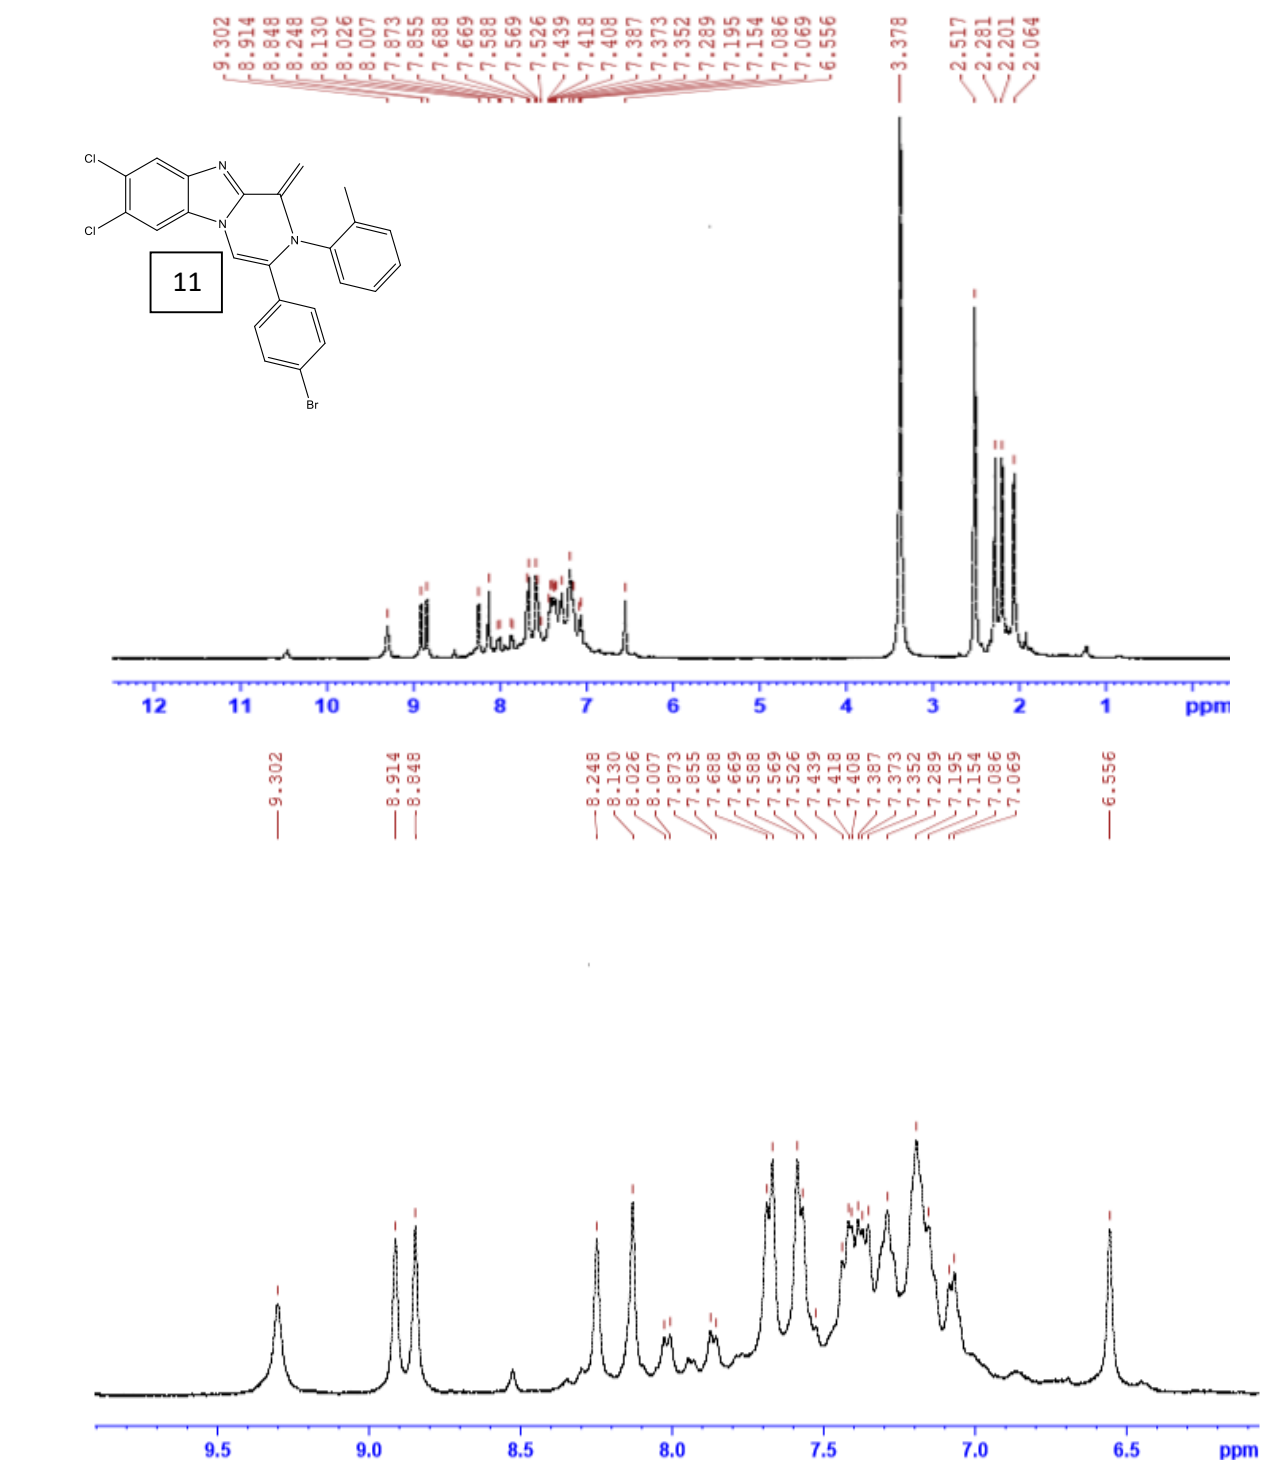 9.302 8.914 8.848 8.248 8.130 8.026 8.007 7.873 7.855 7.688 7.669 7.588 7.569 7.526 7.439 7.418 7.408 7.387 7.373 7.352 7.289 7.195 7.154 7.086 7.069 6.556 3.378 2.517 2.281 2.201 2.064
Cl N
Cl N N
11
Br
12 11 10 9 8 7 6 5 4 3 2 1 ppm
9.302 8.914 8.848 8.248 8.130 8.026 8.007 7.873 7.855 7.688 7.669 7.588 7.569 7.526 7.439 7.418 7.408 7.387 7.373 7.352 7.289 7.195 7.154 7.086 7.069 6.556
9.5 9.0 8.5 8.0 7.5 7.0 6.5 ppm